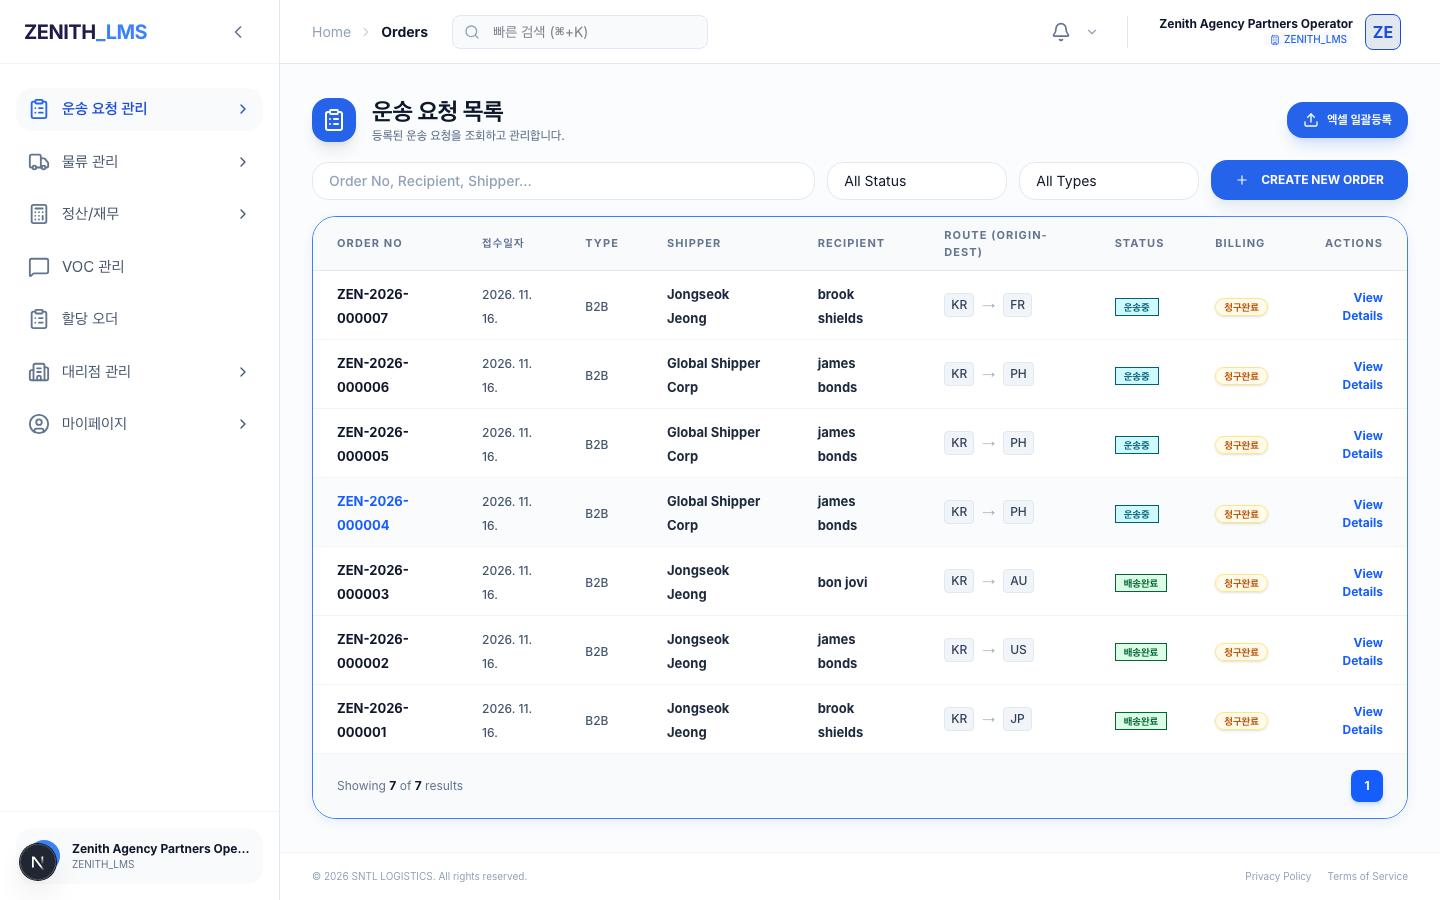 ZENITH_LMS
Home > Orders
빠른 검색 (⌘+K)
Zenith Agency Partners Operator
ZENITH_LMS
ZE
운송 요청 관리
물류 관리
정산/재무
VOC 관리
할당 오더
대리점 관리
마이페이지
Zenith Agency Partners Ope...
ZENITH_LMS
N
운송 요청 목록
등록된 운송 요청을 조회하고 관리합니다.
엑셀 일괄등록
Order No, Recipient, Shipper...
All Status
All Types
+ CREATE NEW ORDER
ORDER NO 접수일자 TYPE SHIPPER RECIPIENT ROUTE (ORIGIN-
DEST) STATUS BILLING ACTIONS
ZEN-2026- 2026. 11. B2B Jongseok brook KR → FR 운송중 청구완료 View
000007 16. Jeong shields Details
ZEN-2026- 2026. 11. B2B Global Shipper james KR → PH 운송중 청구완료 View
000006 16. Corp bonds Details
ZEN-2026- 2026. 11. B2B Global Shipper james KR → PH 운송중 청구완료 View
000005 16. Corp bonds Details
ZEN-2026- 2026. 11. B2B Global Shipper james KR → PH 운송중 청구완료 View
000004 16. Corp bonds Details
ZEN-2026- 2026. 11. B2B Jongseok bon jovi KR → AU 배송완료 청구완료 View
000003 16. Jeong Details
ZEN-2026- 2026. 11. B2B Jongseok james KR → US 배송완료 청구완료 View
000002 16. Jeong bonds Details
ZEN-2026- 2026. 11. B2B Jongseok brook KR → JP 배송완료 청구완료 View
000001 16. Jeong shields Details
Showing 7 of 7 results
1
© 2026 SNTL LOGISTICS. All rights reserved.
Privacy Policy Terms of Service